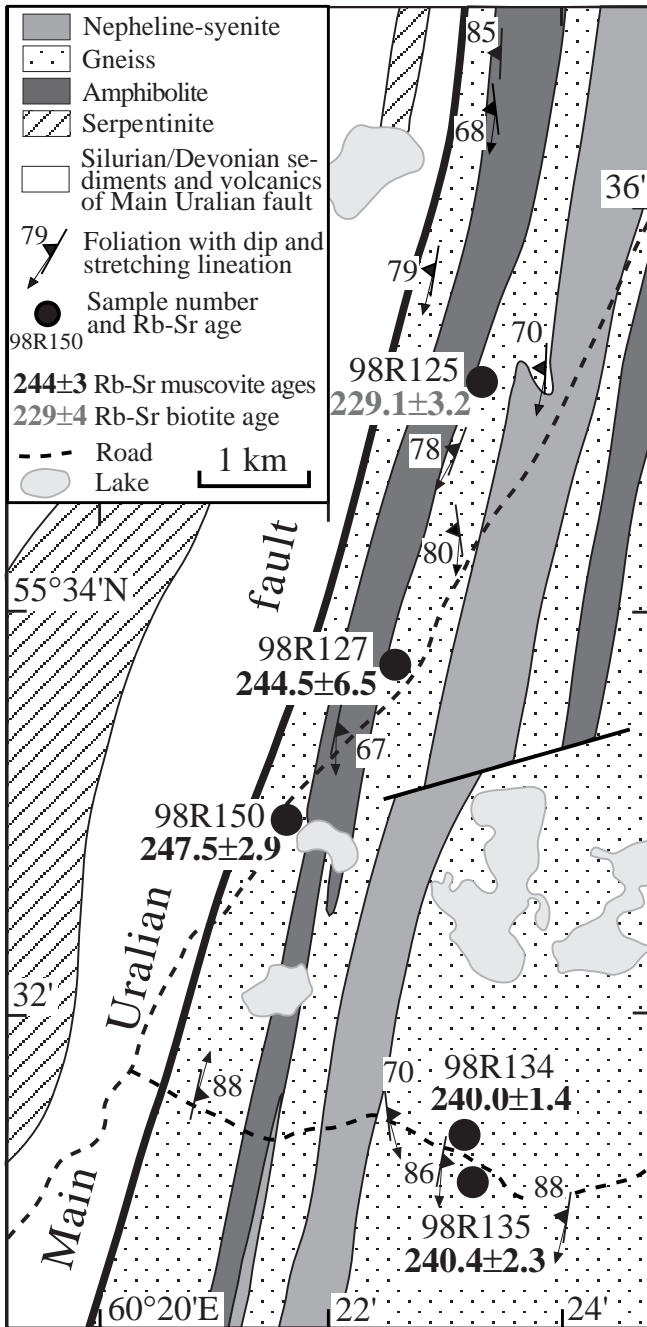 Nepheline-syenite
Gneiss
Amphibolite
Serpentinite
Silurian/Devonian se-
diments and volcanics
of Main Uralian fault
79
Foliation with dip and
stretching lineation
Sample number
and Rb-Sr age
98R150
244±3 Rb-Sr muscovite ages
229±4 Rb-Sr biotite age
Road
Lake
1 km
85
68
36'
79
70
98R125
229.1±3.2
78
80
55°34'N
fault
98R127
244.5±6.5
67
98R150
247.5±2.9
Uralian
32'
98R134
240.0±1.4
70
88
86
88
98R135
240.4±2.3
Main
60°20'E
22'
24'